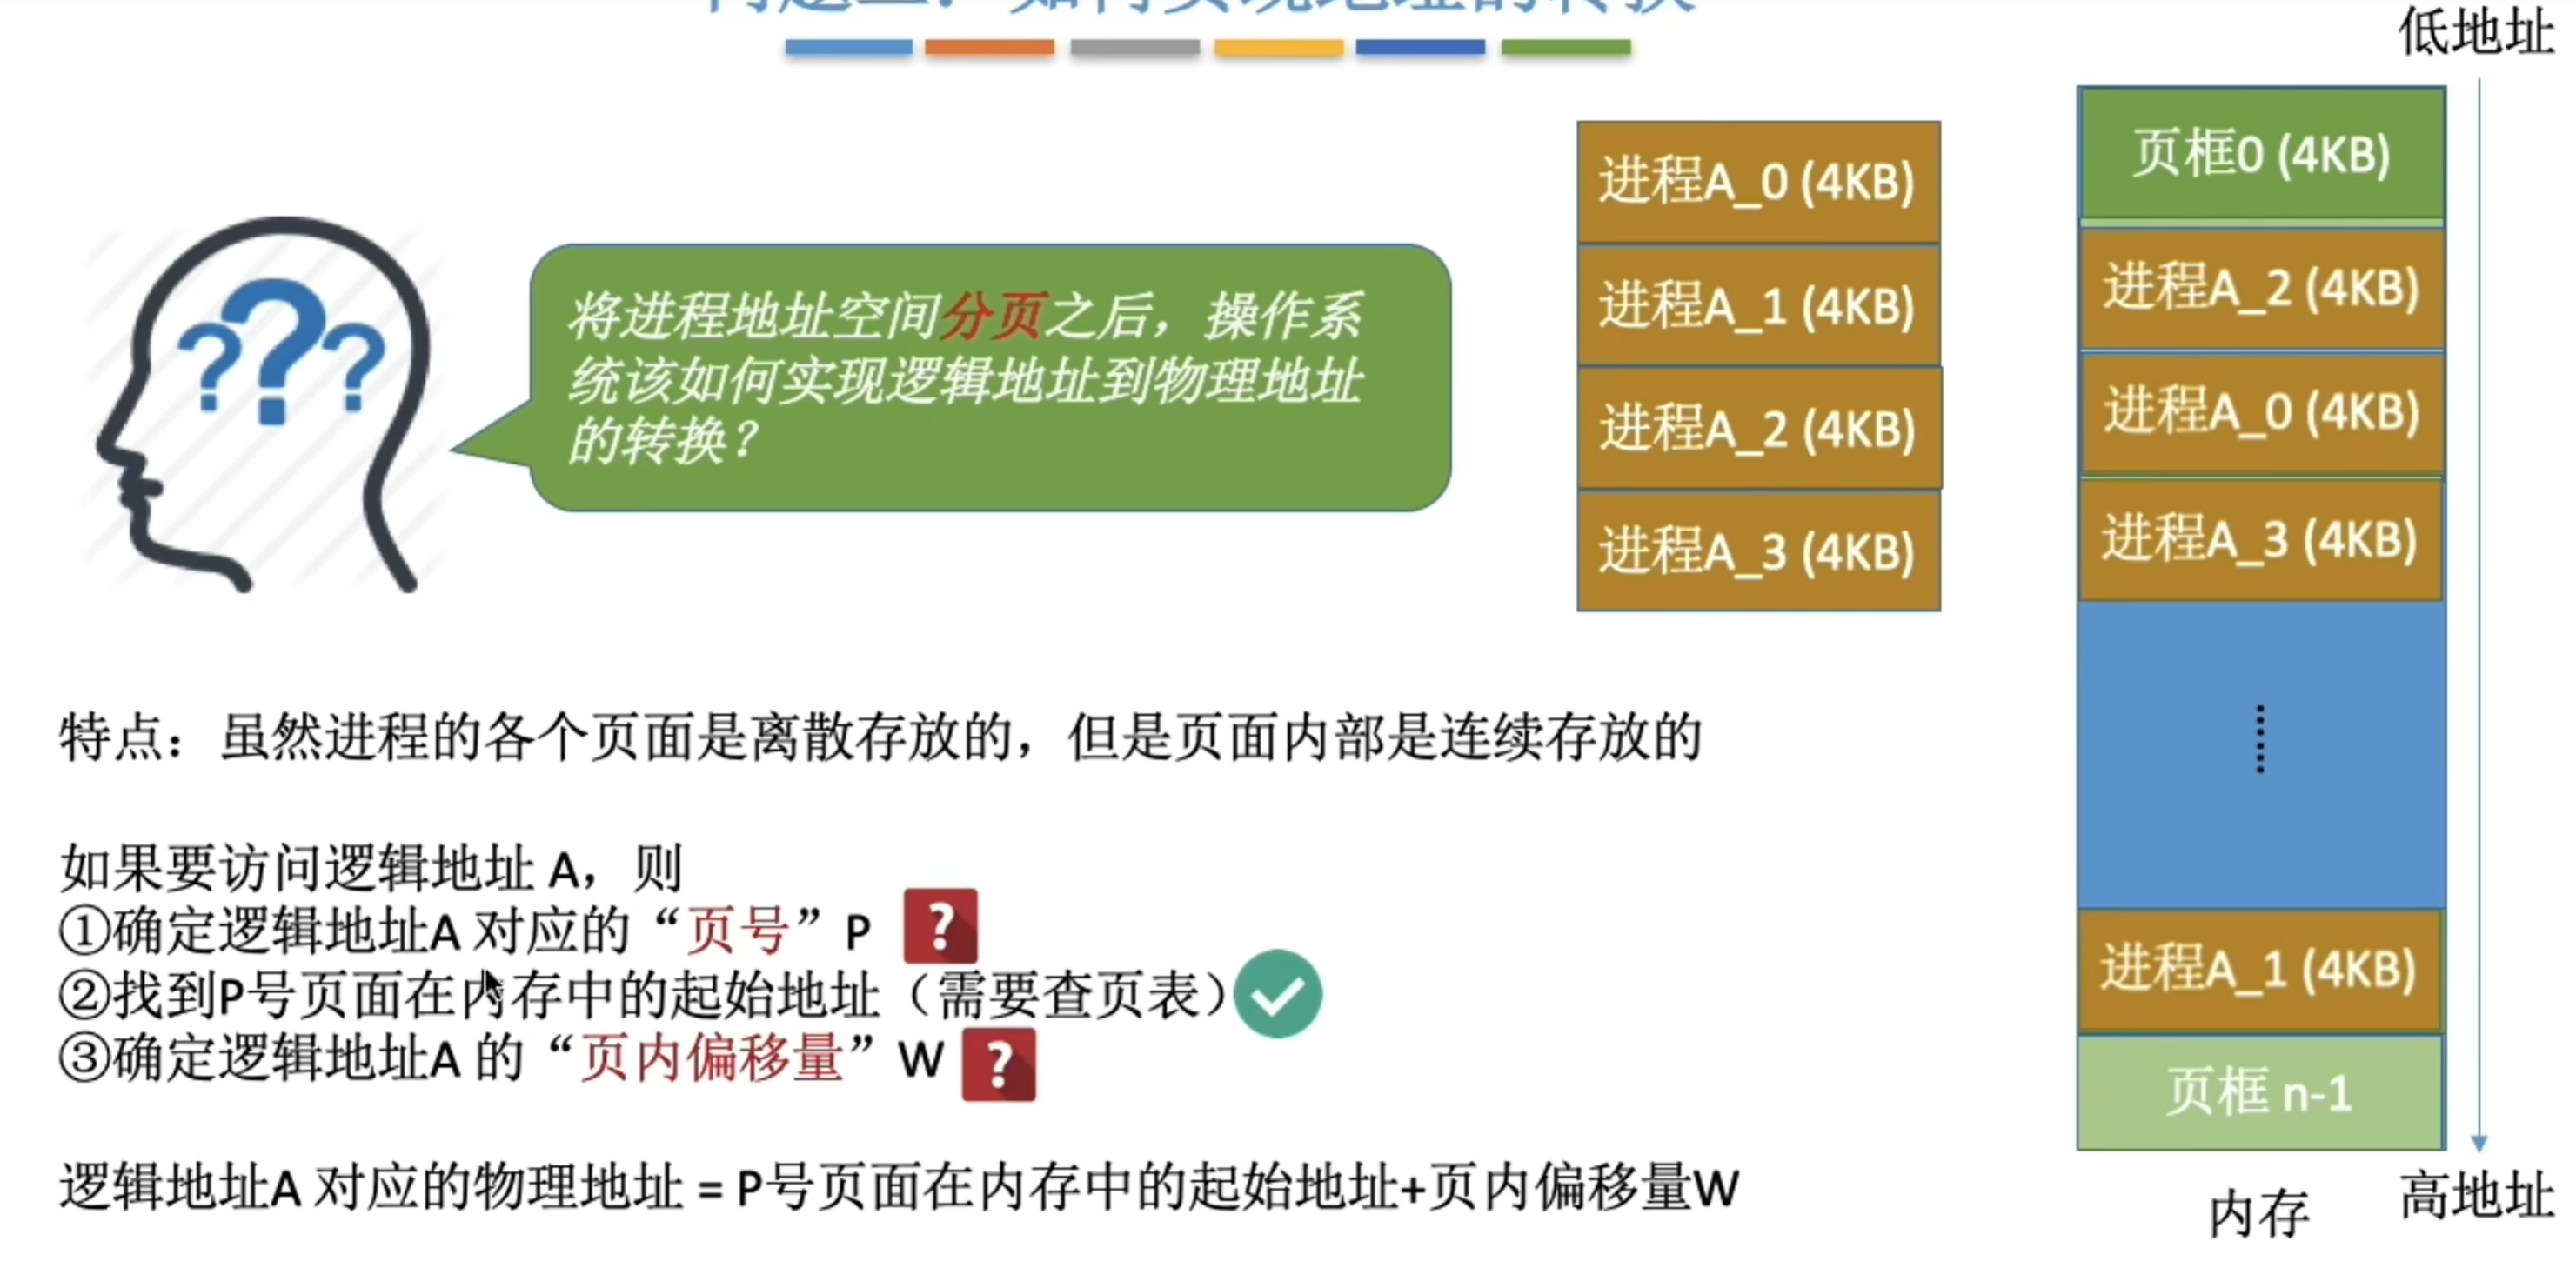 低地址
将进程地址空间分页之后，操作系
统该如何实现逻辑地址到物理地址
的转换？
???
进程A_0 (4KB)
进程A_1 (4KB)
进程A_2 (4KB)
进程A_3 (4KB)
页框0 (4KB)
进程A_2 (4KB)
进程A_0 (4KB)
进程A_3 (4KB)
……
进程A_1 (4KB)
页框 n-1
内存
高地址
特点：虽然进程的各个页面是离散存放的，但是页面内部是连续存放的
如果要访问逻辑地址 A，则
①确定逻辑地址A 对应的“页号”P ?
②找到P号页面在内存中的起始地址（需要查页表）
③确定逻辑地址A 的“页内偏移量”W ?
逻辑地址A 对应的物理地址 = P号页面在内存中的起始地址+页内偏移量W